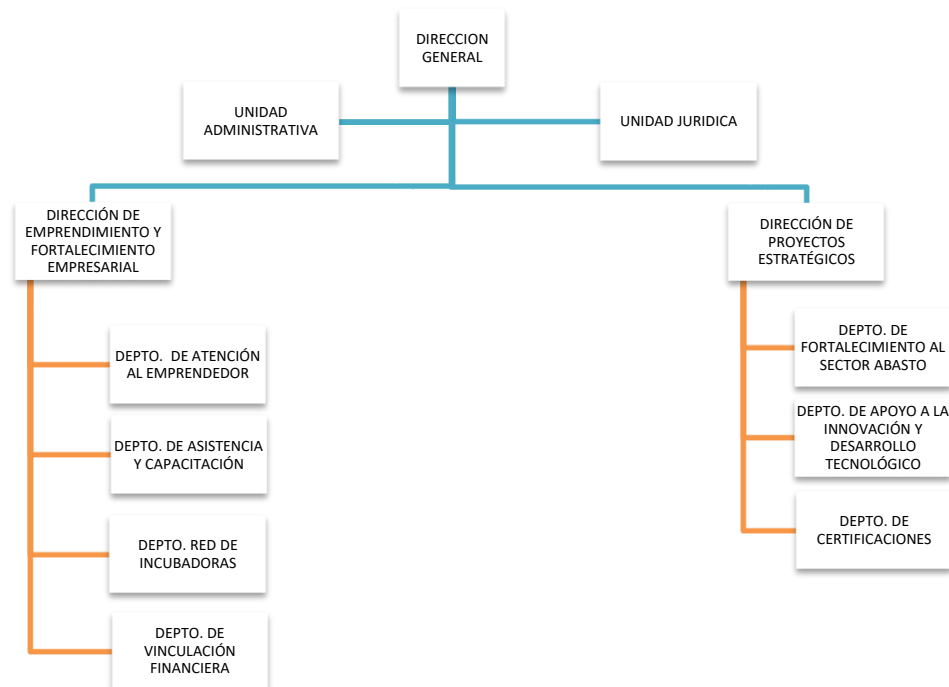 DIRECCION
GENERAL
UNIDAD
ADMINISTRATIVA
UNIDAD JURIDICA
DIRECCIÓN DE
EMPRENDIMIENTO Y
FORTALECIMIENTO
EMPRESARIAL
DIRECCIÓN DE
PROYECTOS
ESTRATÉGICOS
DEPTO. DE ATENCIÓN
AL EMPRENDEDOR
DEPTO. DE ASISTENCIA
Y CAPACITACIÓN
DEPTO. RED DE
INCUBADORAS
DEPTO. DE
VINCULACIÓN
FINANCIERA
DEPTO. DE
FORTALECIMIENTO AL
SECTOR ABASTO
DEPTO. DE APOYO A LA
INNOVACIÓN Y
DESARROLLO
TECNOLÓGICO
DEPTO. DE
CERTIFICACIONES